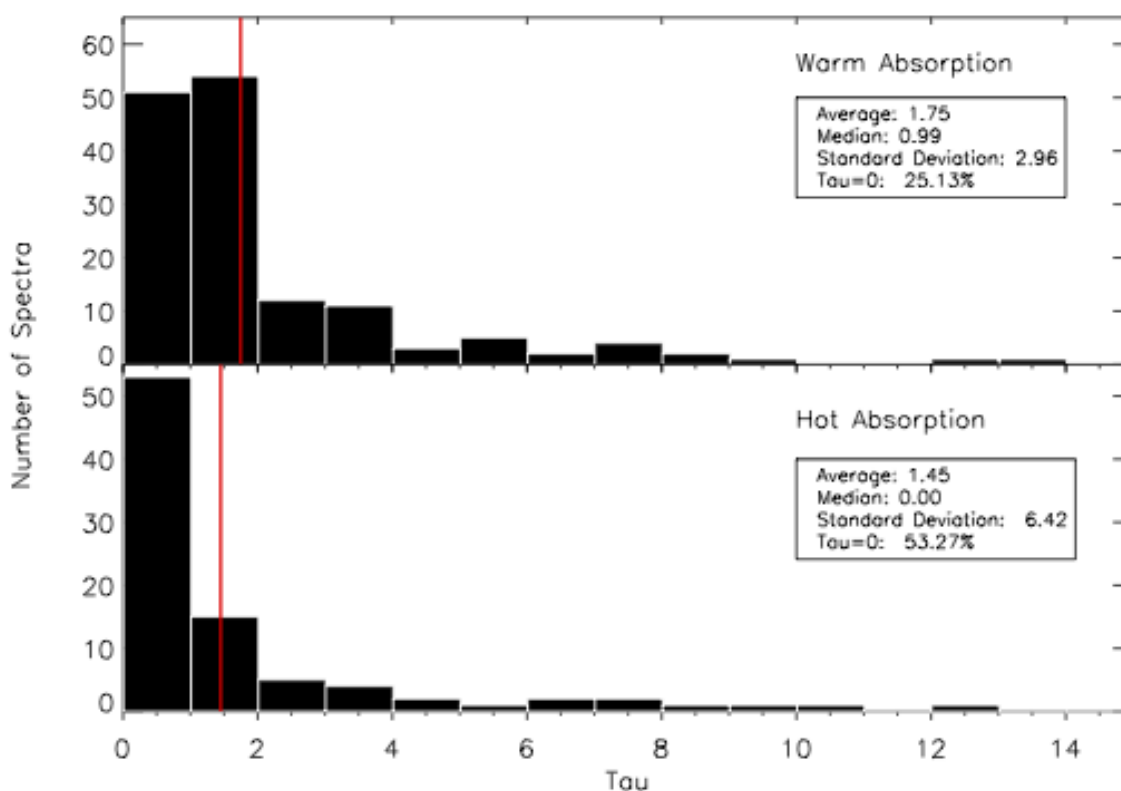 60
50
40
30
20
10
0
Warm Absorption
Average: 1.75
Median: 0.99
Standard Deviation: 2.96
Tau=0: 25.13%
Number of Spectra
50
40
30
20
10
0
Hot Absorption
Average: 1.45
Median: 0.00
Standard Deviation: 6.42
Tau=0: 53.27%
0 2 4 6 8 10 12 14
Tau